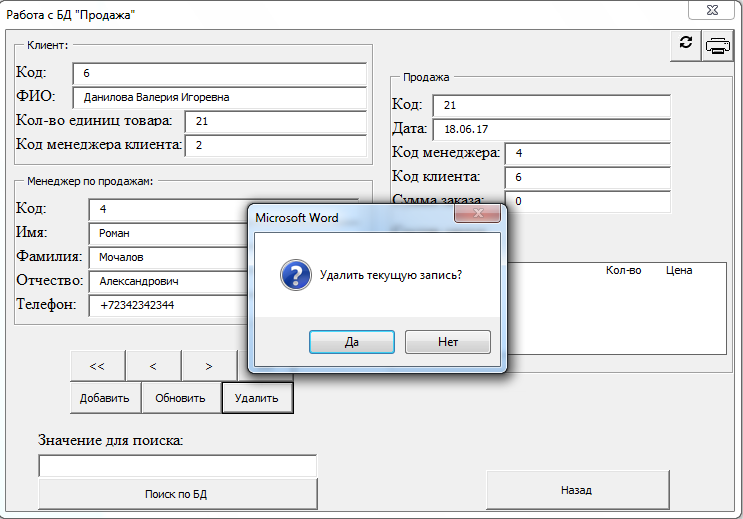 Работа с БД "Продажа"
Клиент:
Код: 6
ФИО: Данилова Валерия Игоревна
Кол-во единиц товара: 21
Код менеджера клиента: 2
Продажа
Код: 21
Дата: 18.06.17
Код менеджера: 4
Код клиента: 6
Сумма заказа: 0
Менеджер по продажам:
Код: 4
Имя: Роман
Фамилия: Мочалов
Отчество: Александрович
Телефон: +72342342344
Microsoft Word
Удалить текущую запись?
Да Нет
Кол-во Цена
<< < >
Добавить Обновить Удалить
Значение для поиска:
Поиск по БД
Назад